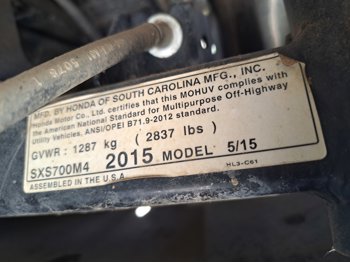 MFD. BY HONDA OF SOUTH CAROLINA MFG., INC.
Honda Motor Co., Ltd. certifies that this MOHUV complies with
the American National Standard for Multipurpose Off-Highway
Utility Vehicles, ANSI/OPEI B71.9-2012 standard.
GVWR : 1287 kg ( 2837 lbs )
SXS700M4 2015 MODEL 5/15
ASSEMBLED IN THE U.S.A. HL3-C61